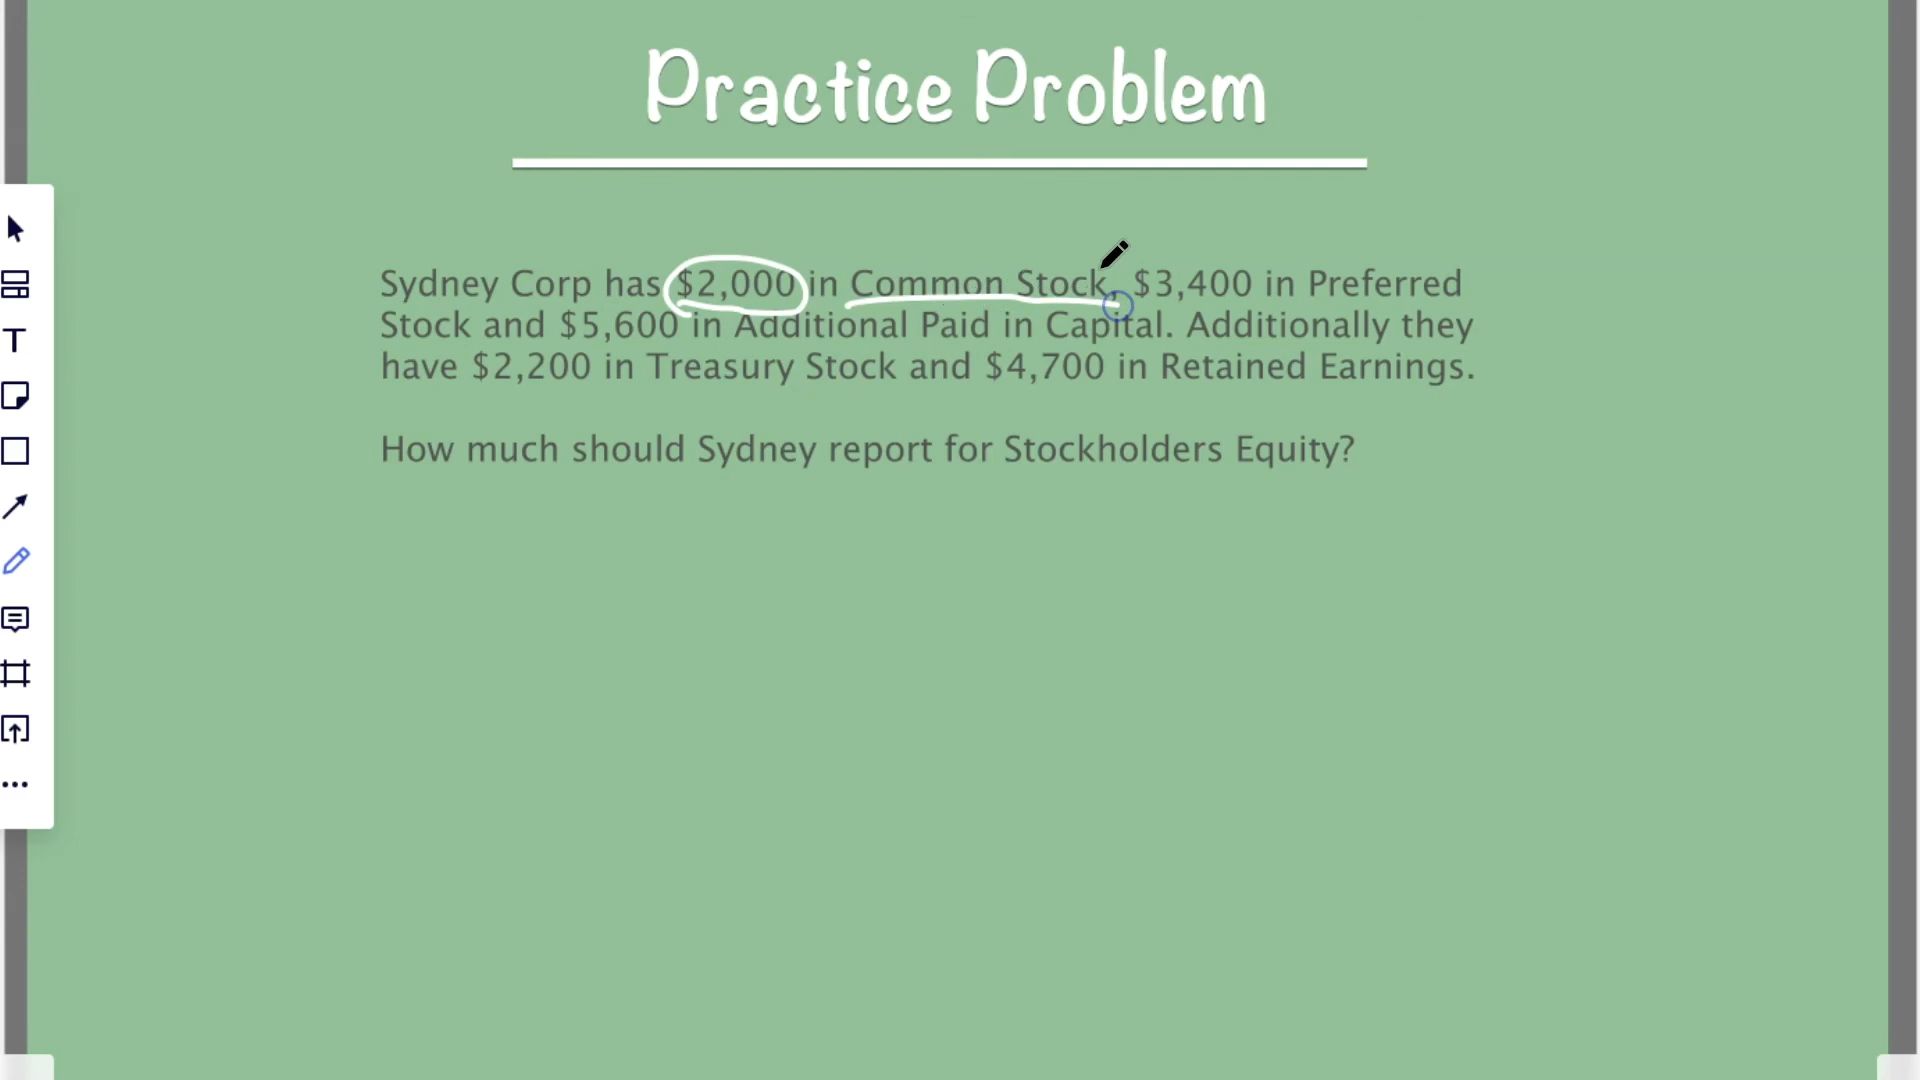 Practice Problem
Sydney Corp has $2,000 in Common Stock, $3,400 in Preferred
Stock and $5,600 in Additional Paid in Capital. Additionally they
have $2,200 in Treasury Stock and $4,700 in Retained Earnings.
How much should Sydney report for Stockholders Equity?
T